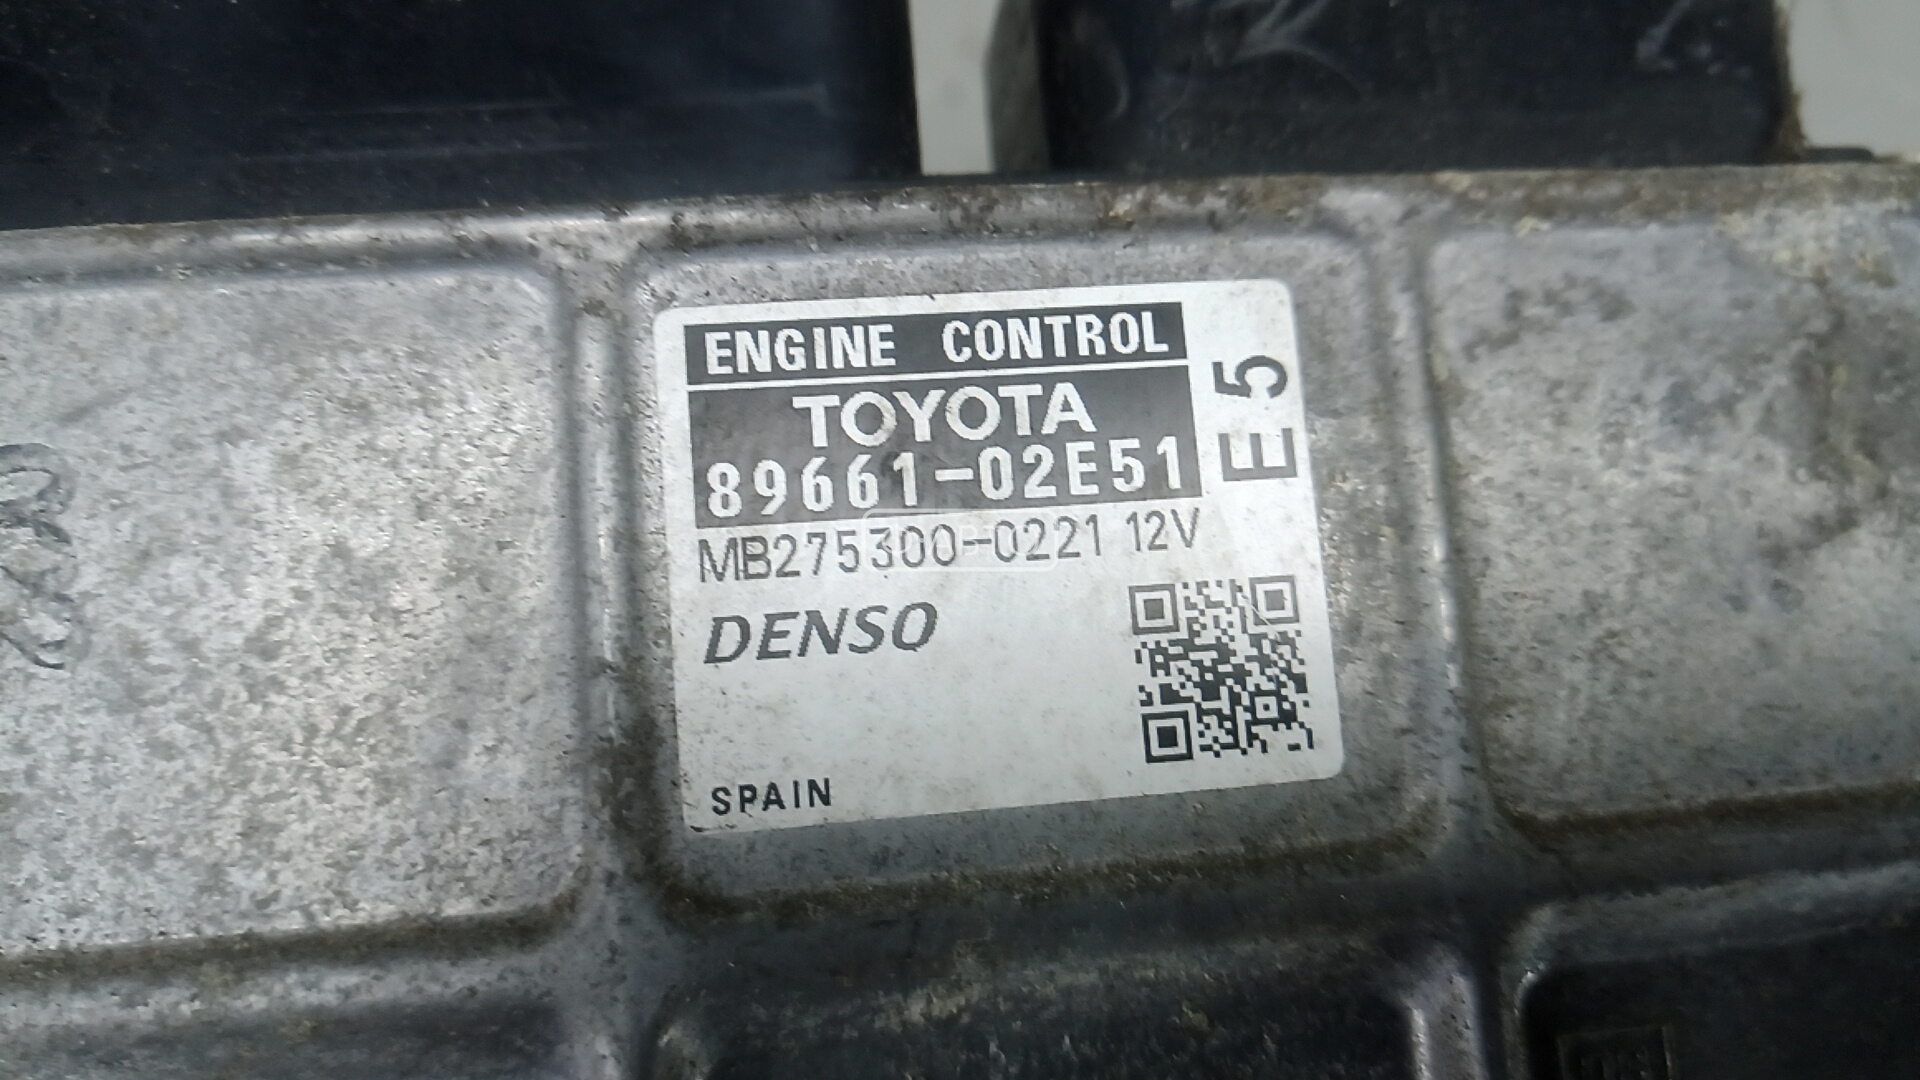 ENGINE CONTROL
TOYOTA
89661-02E51
E5
MB275300-0221 12V
DENSO
SPAIN